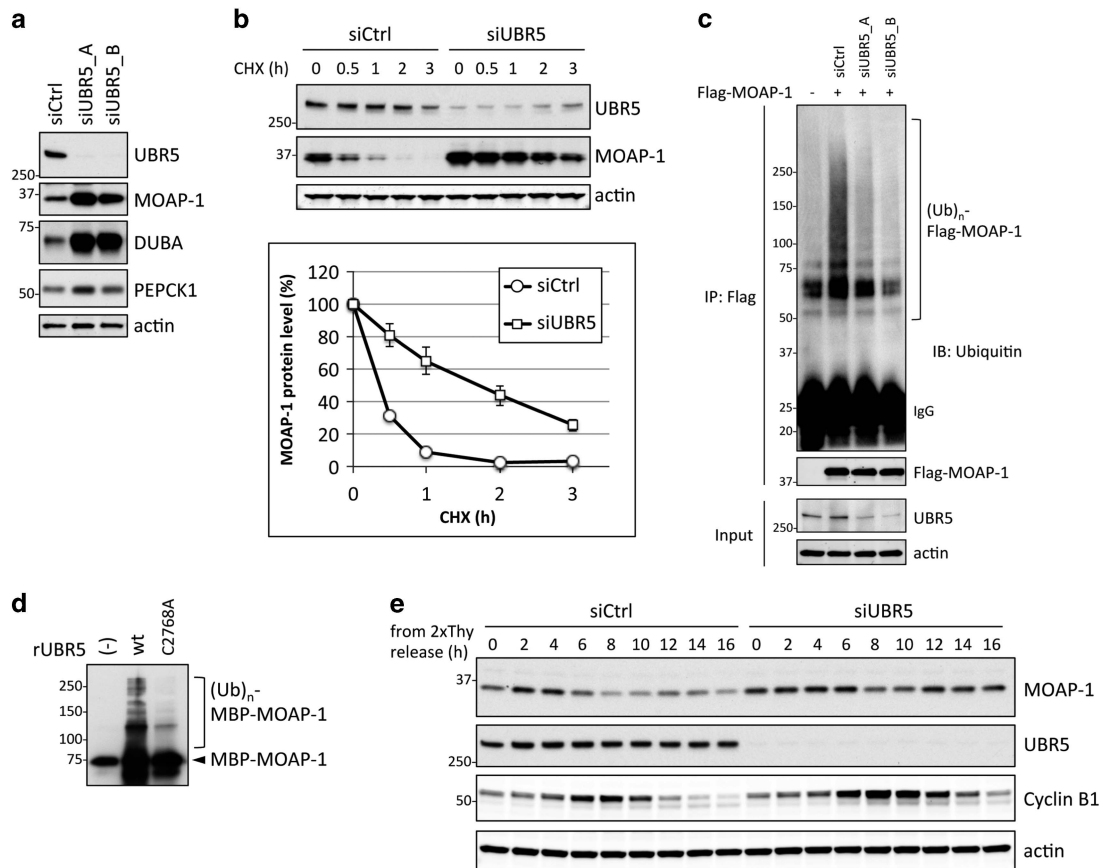 a
siCtrl
siUBR5_A
siUBR5_B
UBR5
250
37
MOAP-1
75
DUBA
50
PEPCK1
actin
b
siCtrl siUBR5
CHX (h) 0 0.5 1 2 3 0 0.5 1 2 3
UBR5
250
37
MOAP-1
actin
120
100
80
60
40
20
0
MOAP-1 protein level (%)
siCtrl
siUBR5
0 1 2 3
CHX (h)
c
siCtrl
siUBR5_A
siUBR5_B
Flag-MOAP-1 - + + +
250
150
100
75
50
37
25
20
(Ub)n-
Flag-MOAP-1
IP: Flag
IB: Ubiquitin
IgG
Flag-MOAP-1
37
Input
UBR5
250
actin
d
rUBR5 (-) wt C2768A
250
150
100
75
(Ub)n-
MBP-MOAP-1
MBP-MOAP-1
e
siCtrl siUBR5
from 2xThy
release (h) 0 2 4 6 8 10 12 14 16 0 2 4 6 8 10 12 14 16
37
MOAP-1
UBR5
250
50
Cyclin B1
actin